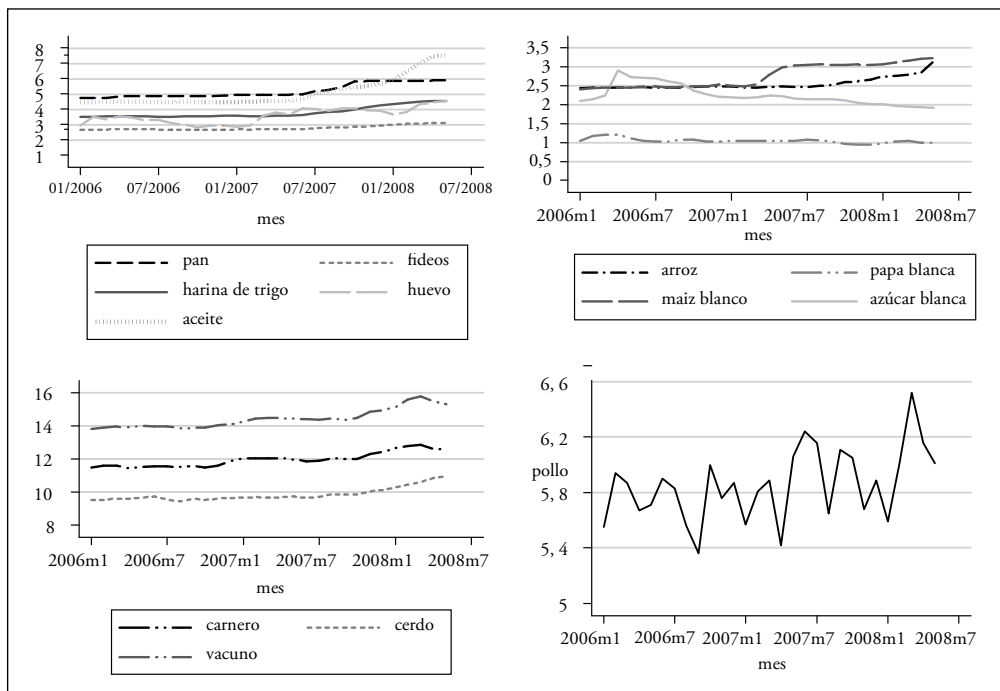 8
7
6
5
4
3
2
1
01/2006 07/2006 01/2007 07/2007 01/2008 07/2008
mes
pan fideos
harina de trigo huevo
aceite
3,5
3
2,5
2
1,5
1
0,5
0
2006m1 2006m7 2007m1 2007m7 2008m1 2008m7
mes
arroz papa blanca
maiz blanco azúcar blanca
16
14
12
10
8
2006m1 2006m7 2007m1 2007m7 2008m1 2008m7
mes
carnero cerdo
vacuno
6, 6
6, 2
pollo
5, 8
5, 4
5
2006m1 2006m7 2007m1 2007m7 2008m1 2008m7
mes